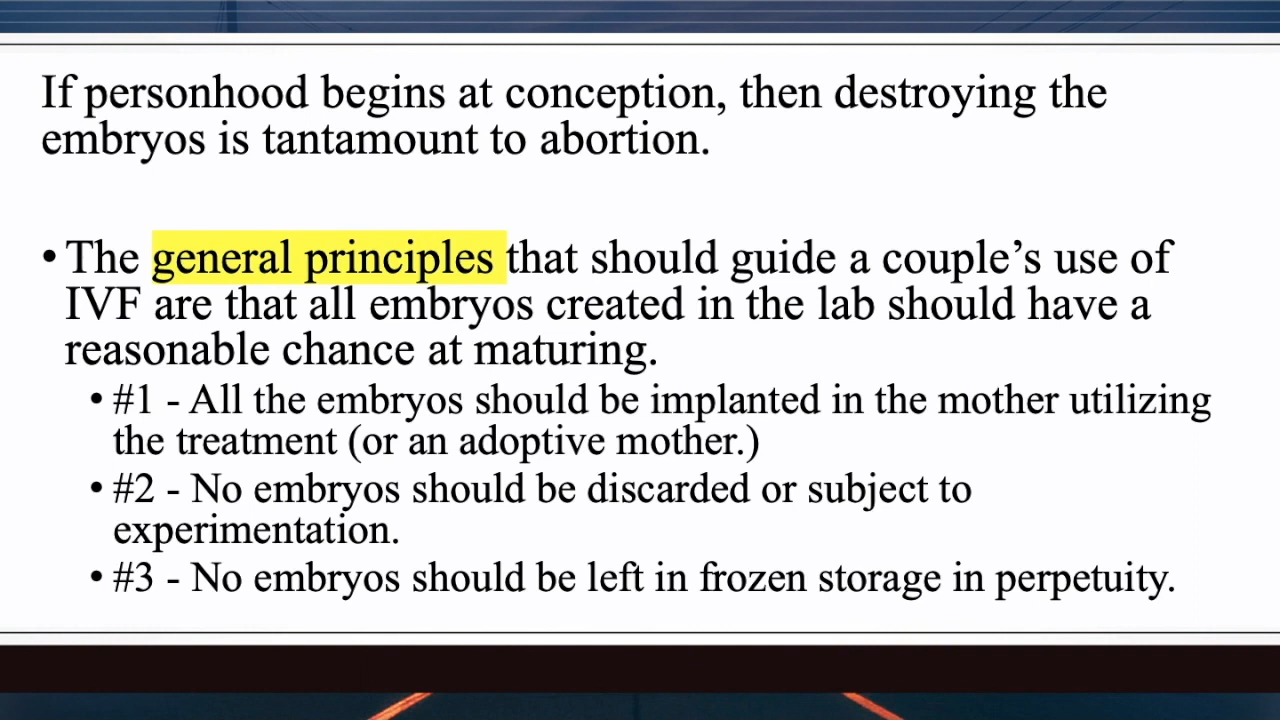 If personhood begins at conception, then destroying the
embryos is tantamount to abortion.
• The general principles that should guide a couple’s use of
IVF are that all embryos created in the lab should have a
reasonable chance at maturing.
• #1 - All the embryos should be implanted in the mother utilizing
the treatment (or an adoptive mother.)
• #2 - No embryos should be discarded or subject to
experimentation.
• #3 - No embryos should be left in frozen storage in perpetuity.